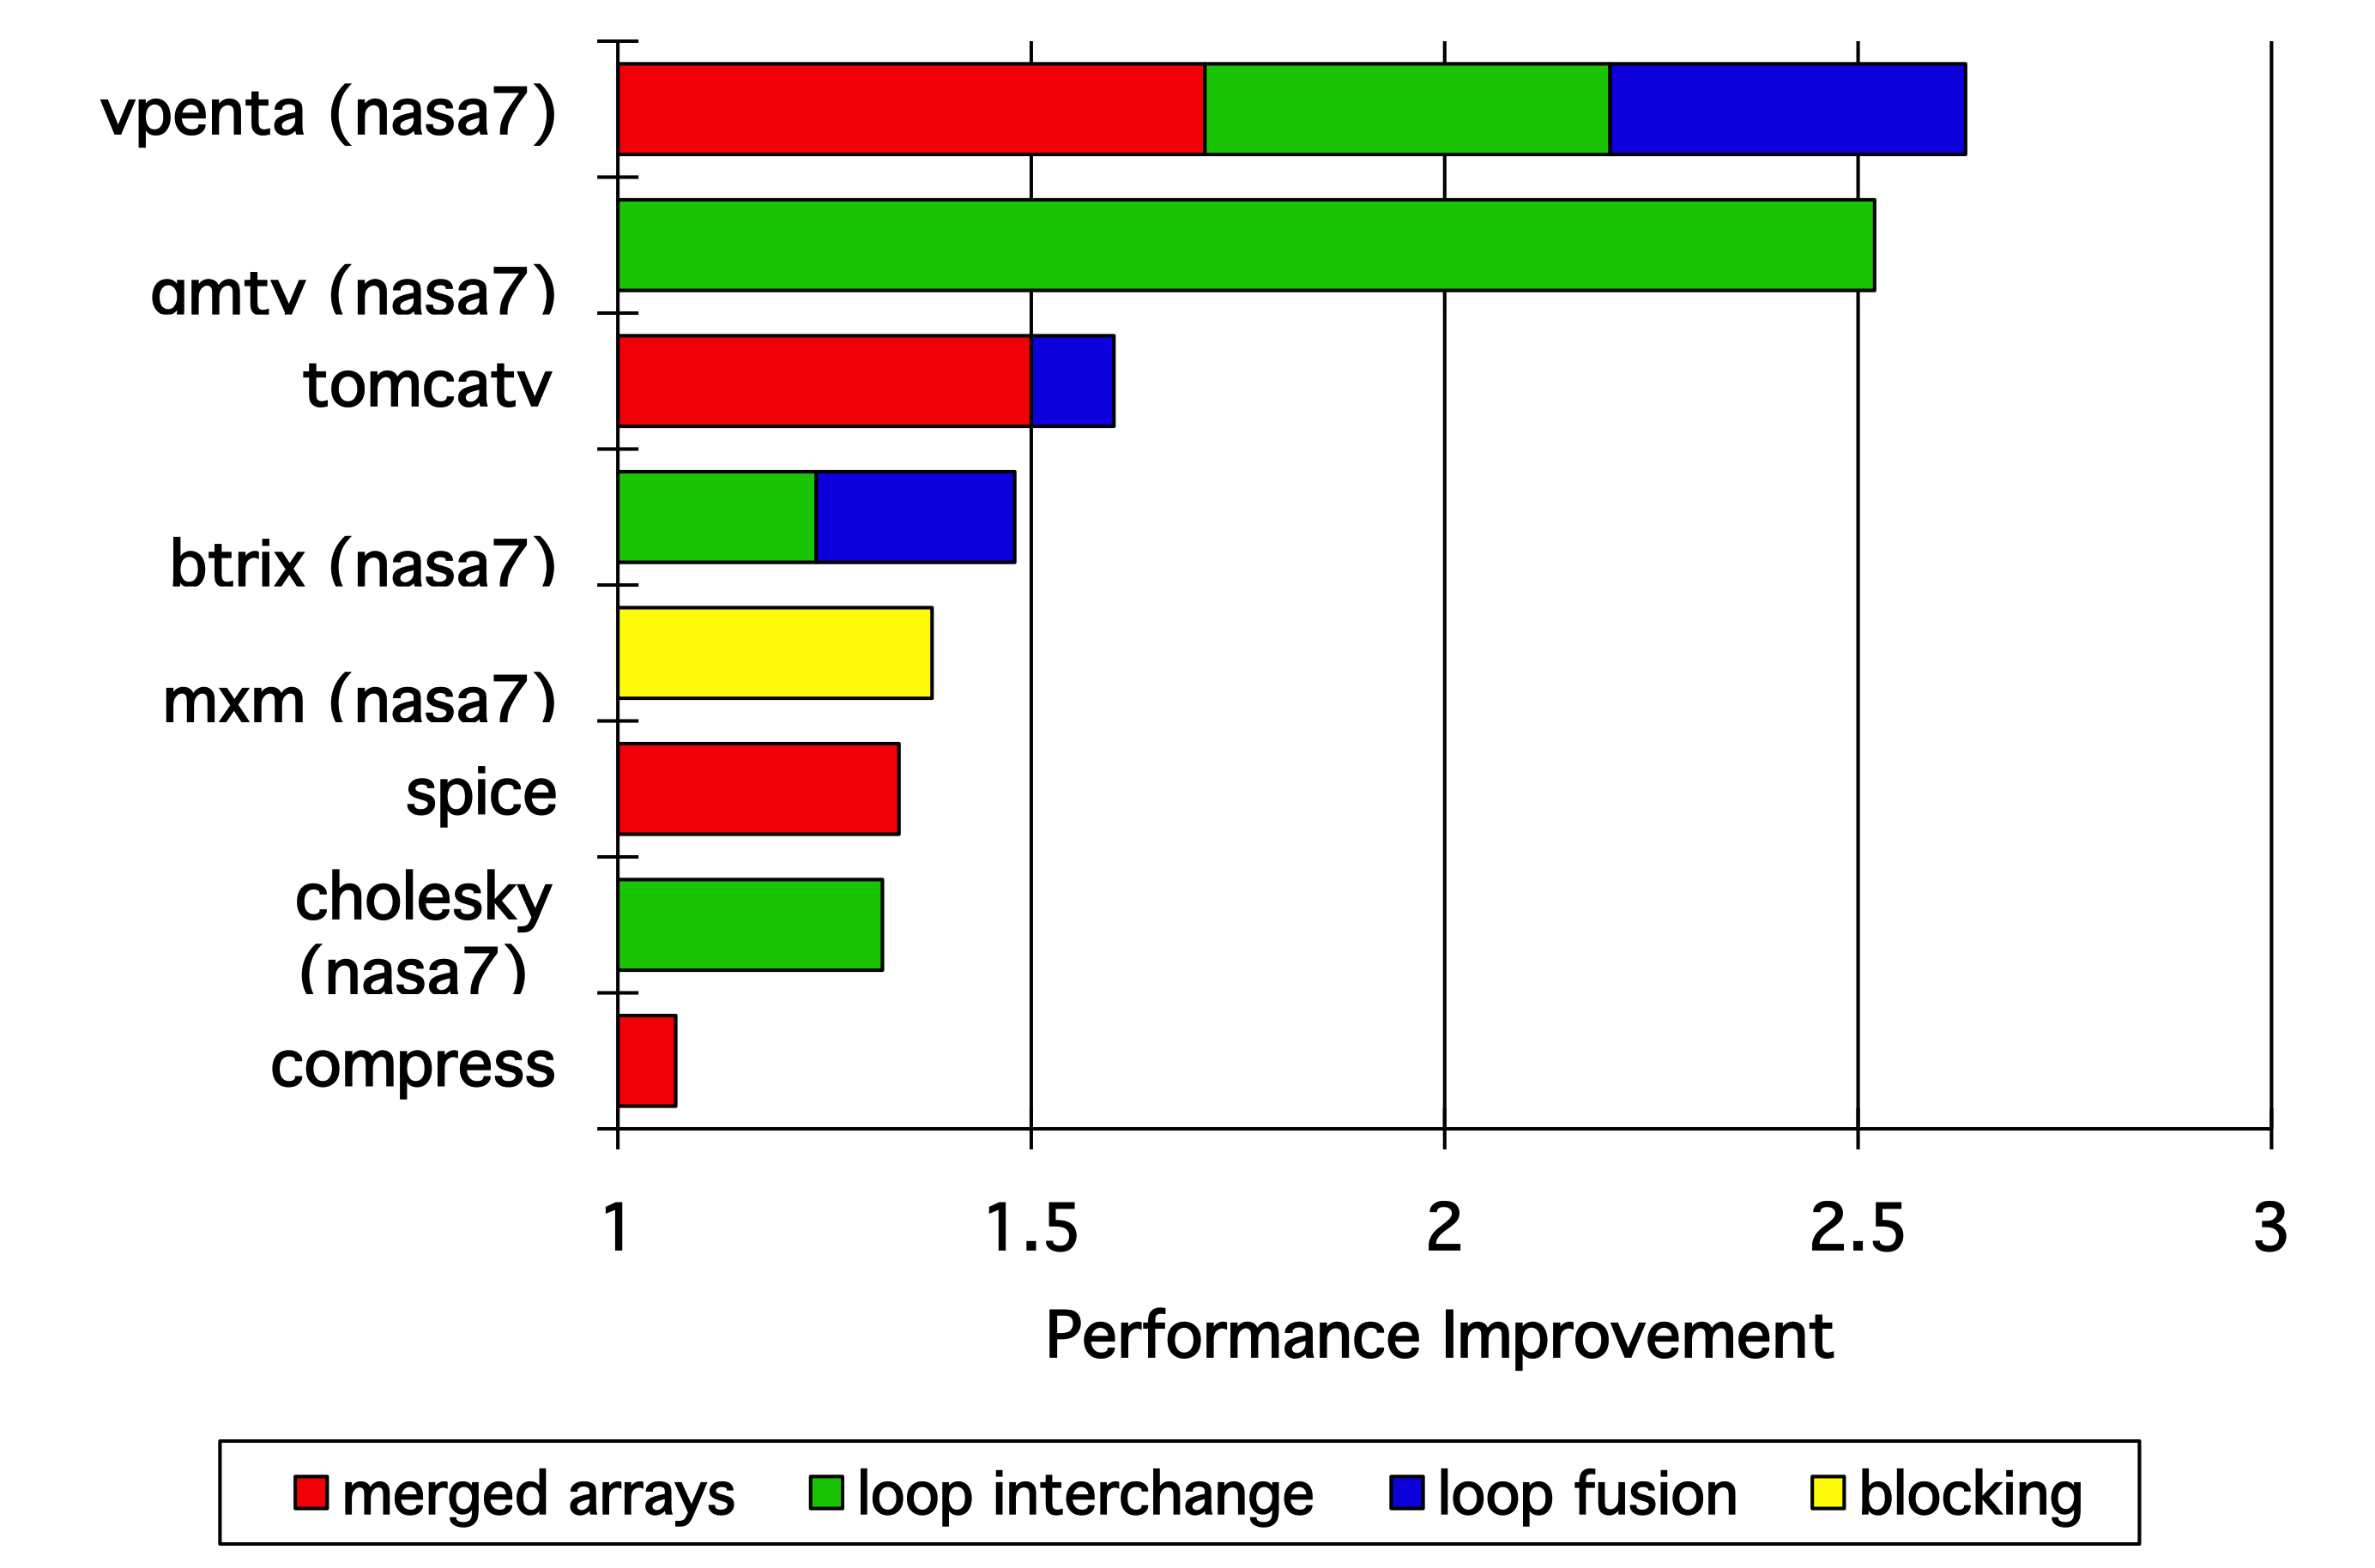 vpenta (nasa7)
gmty (nasa7)
tomcatv
btrix (nasa7)
mxm (nasa7)
spice
cholesky
(nasa7)
compress
1 1.5 2 2.5 3
Performance Improvement
merged arrays loop interchange loop fusion blocking